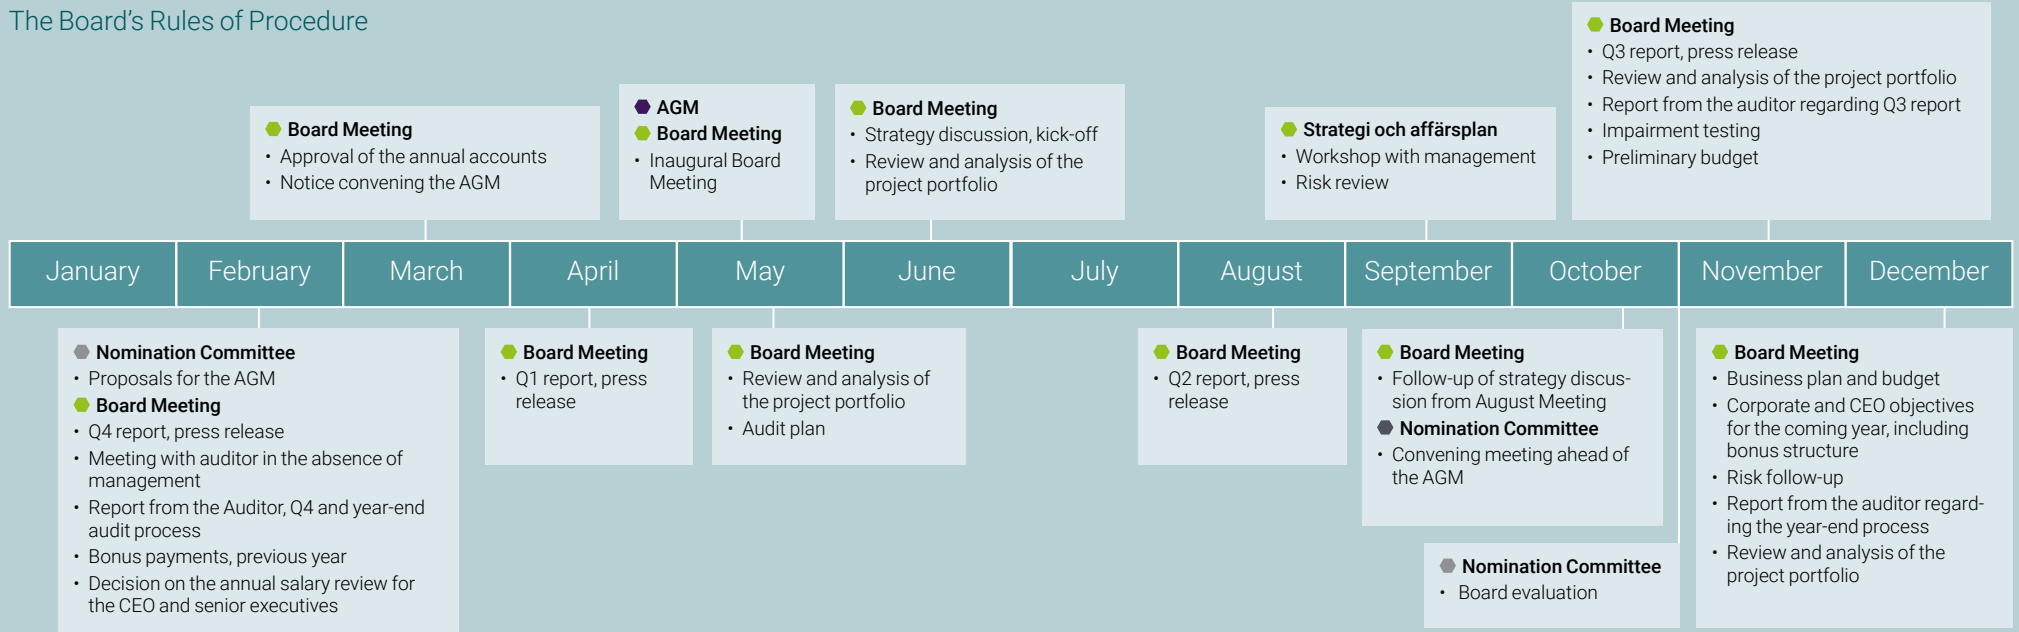 The Board’s Rules of Procedure
Board Meeting
• Approval of the annual accounts
• Notice convening the AGM
AGM
Board Meeting
• Inaugural Board
Meeting
Board Meeting
• Strategy discussion, kick-off
• Review and analysis of the
project portfolio
Strategi och affärsplan
• Workshop with management
• Risk review
Board Meeting
• Q3 report, press release
• Review and analysis of the project portfolio
• Report from the auditor regarding Q3 report
• Impairment testing
• Preliminary budget
January February March April May June July August September October November December
Nomination Committee
• Proposals for the AGM
Board Meeting
• Q4 report, press release
• Meeting with auditor in the absence of
management
• Report from the Auditor, Q4 and year-end
audit process
• Bonus payments, previous year
• Decision on the annual salary review for
the CEO and senior executives
Board Meeting
• Q1 report, press
release
Board Meeting
• Review and analysis of
the project portfolio
• Audit plan
Board Meeting
• Q2 report, press
release
Board Meeting
• Follow-up of strategy discus-
sion from August Meeting
Nomination Committee
• Convening meeting ahead of
the AGM
Nomination Committee
• Board evaluation
Board Meeting
• Business plan and budget
• Corporate and CEO objectives
for the coming year, including
bonus structure
• Risk follow-up
• Report from the auditor regard-
ing the year-end process
• Review and analysis of the
project portfolio